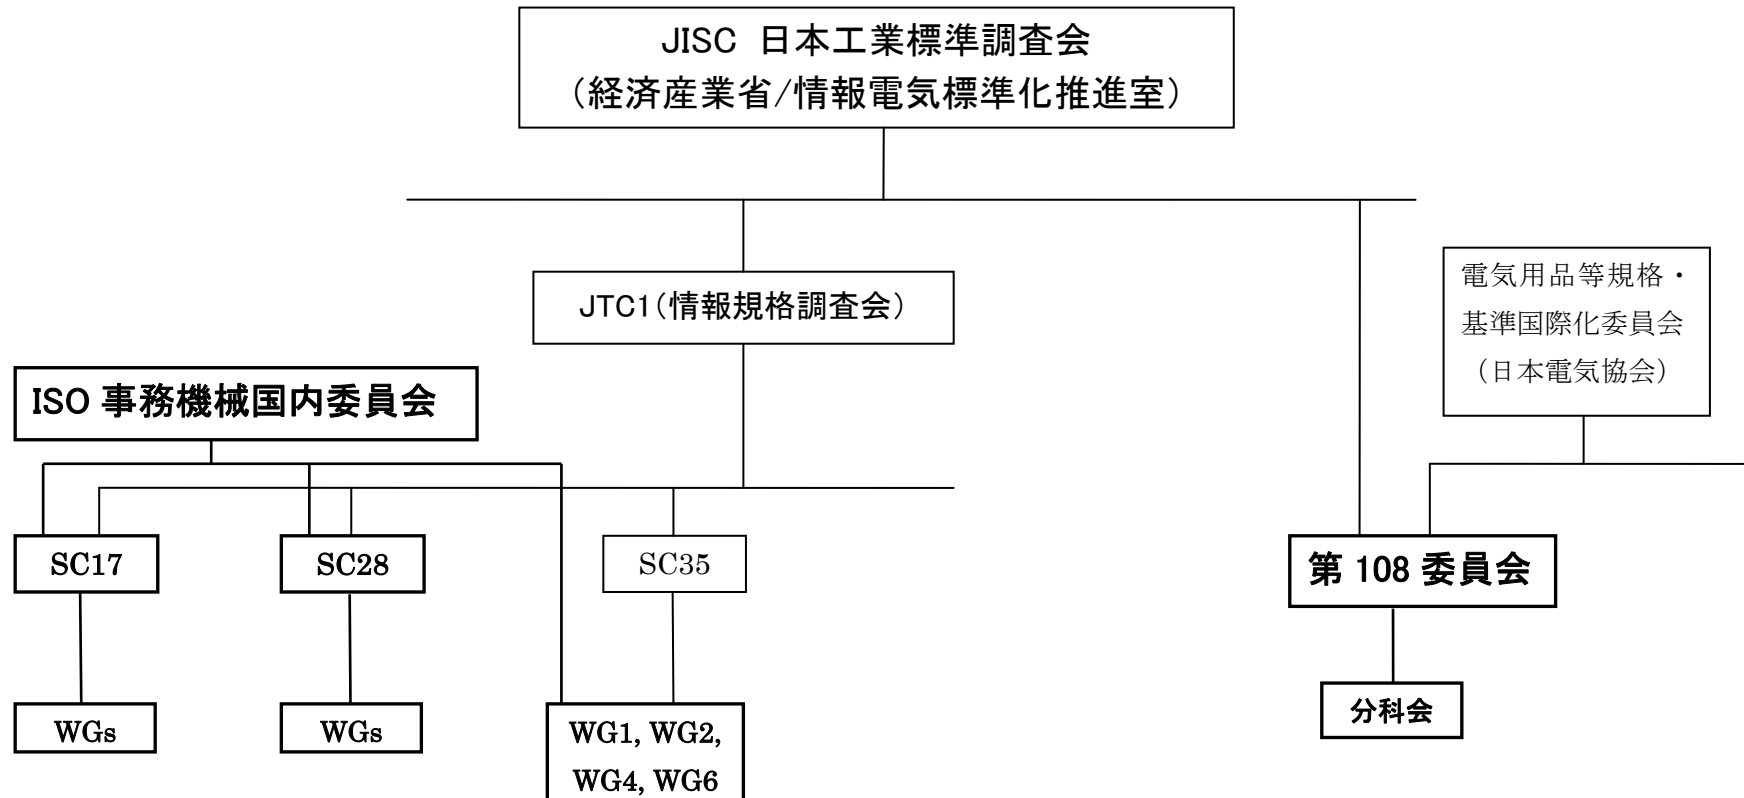 JISC 日本工業標準調査会
（経済産業省/情報電気標準化推進室）
JTC1（情報規格調査会）
電気用品等規格・
基準国際化委員会
（日本電気協会）
ISO 事務機械国内委員会
SC17
SC28
SC35
第 108 委員会
WGs
WGs
WG1, WG2,
WG4, WG6
分科会